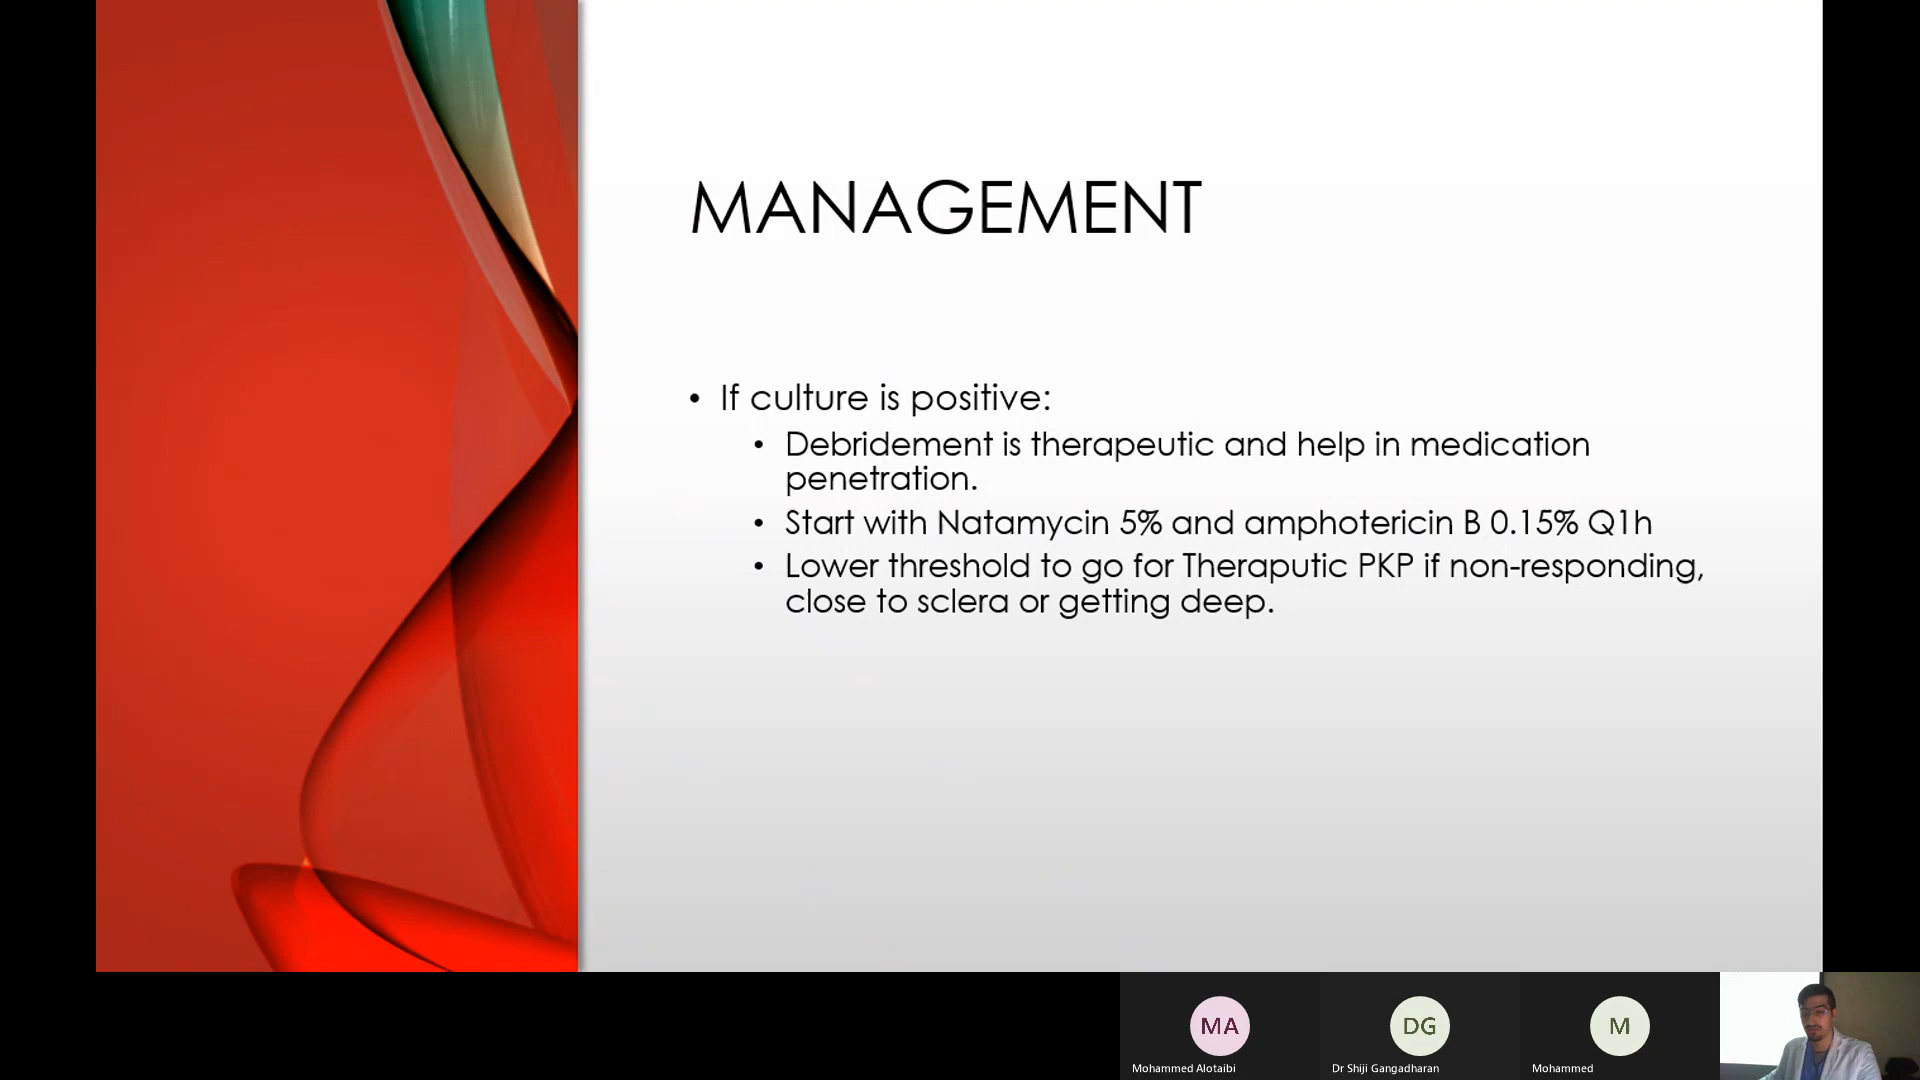 MANAGEMENT
• If culture is positive:
• Debridement is therapeutic and help in medication
penetration.
• Start with Natamycin 5% and amphotericin B 0.15% Q1h
• Lower threshold to go for Theraputic PKP if non-responding,
close to sclera or getting deep.
MA
DG
M
Mohammed Alotaibi
Dr Shiji Gangadharan
Mohammed